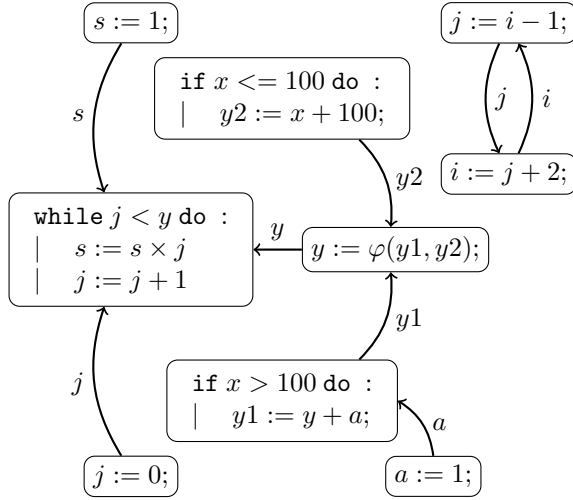 s := 1;
j := i − 1;
if x <= 100 do :
| y2 := x + 100;
s
j
i
y2
i := j + 2;
while j < y do :
| s := s × j
| j := j + 1
y
y := φ(y1, y2);
y1
if x > 100 do :
| y1 := y + a;
j
a
j := 0;
a := 1;